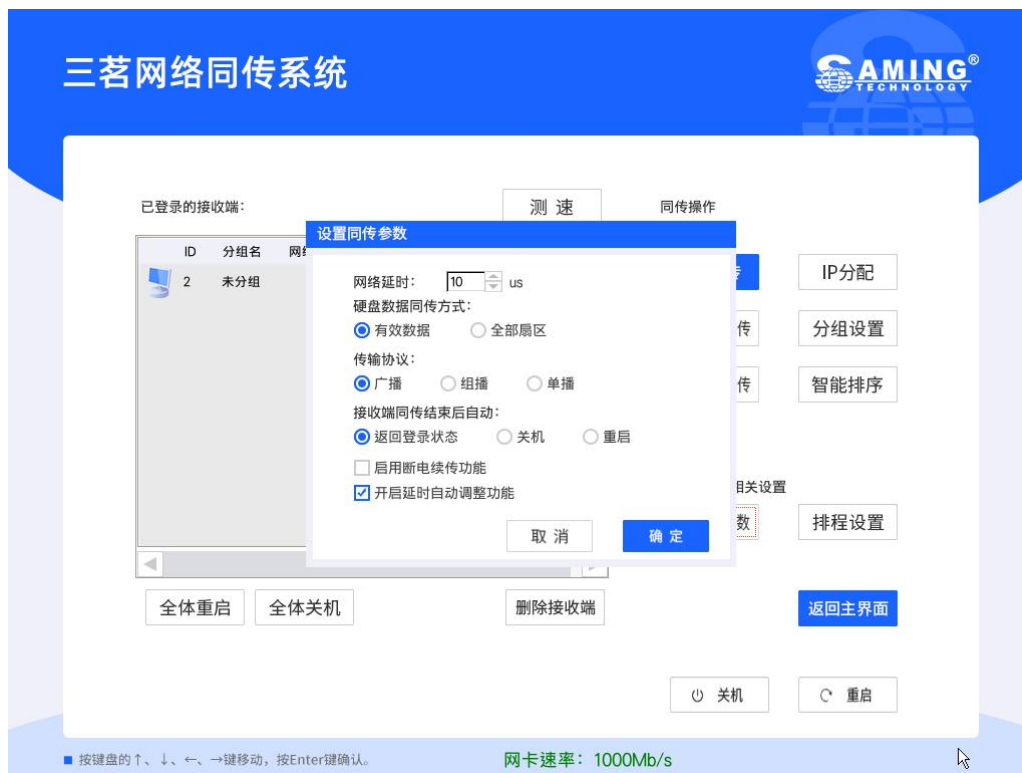 三茗网络同传系统
SAMING®
TECHNOLOGY
已登录的接收端:
测 速
同传操作
设置同传参数
ID 分组名
2 未分组
网络延时: 10 us
硬盘数据同传方式:
有效数据 全部扇区
传输协议:
广播 组播 单播
接收端同传结束后自动:
返回登录状态 关机 重启
启用断电续传功能
开启延时自动调整功能
取 消 确 定
IP分配
传 分组设置
传 智能排序
相关设置
数 排程设置
全体重启 全体关机 删除接收端 返回主界面
关机 重启
按键盘的↑、↓、←、→键移动, 按Enter键确认。
网卡速率: 1000Mb/s